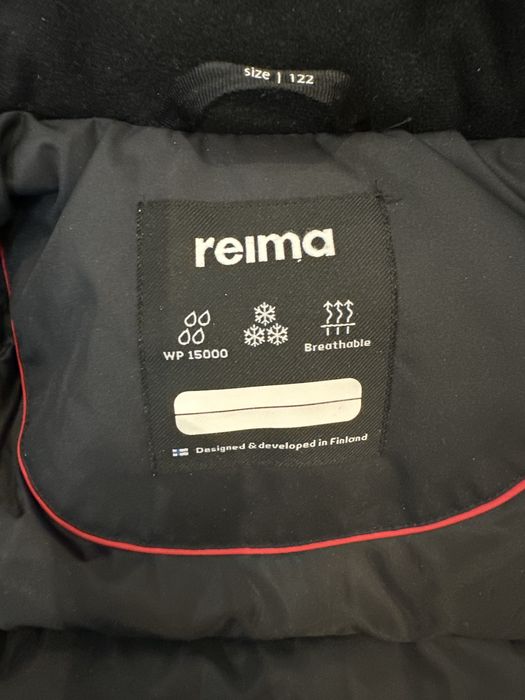 size | 122
reima
WP 15000
Breathable
Designed & developed in Finland